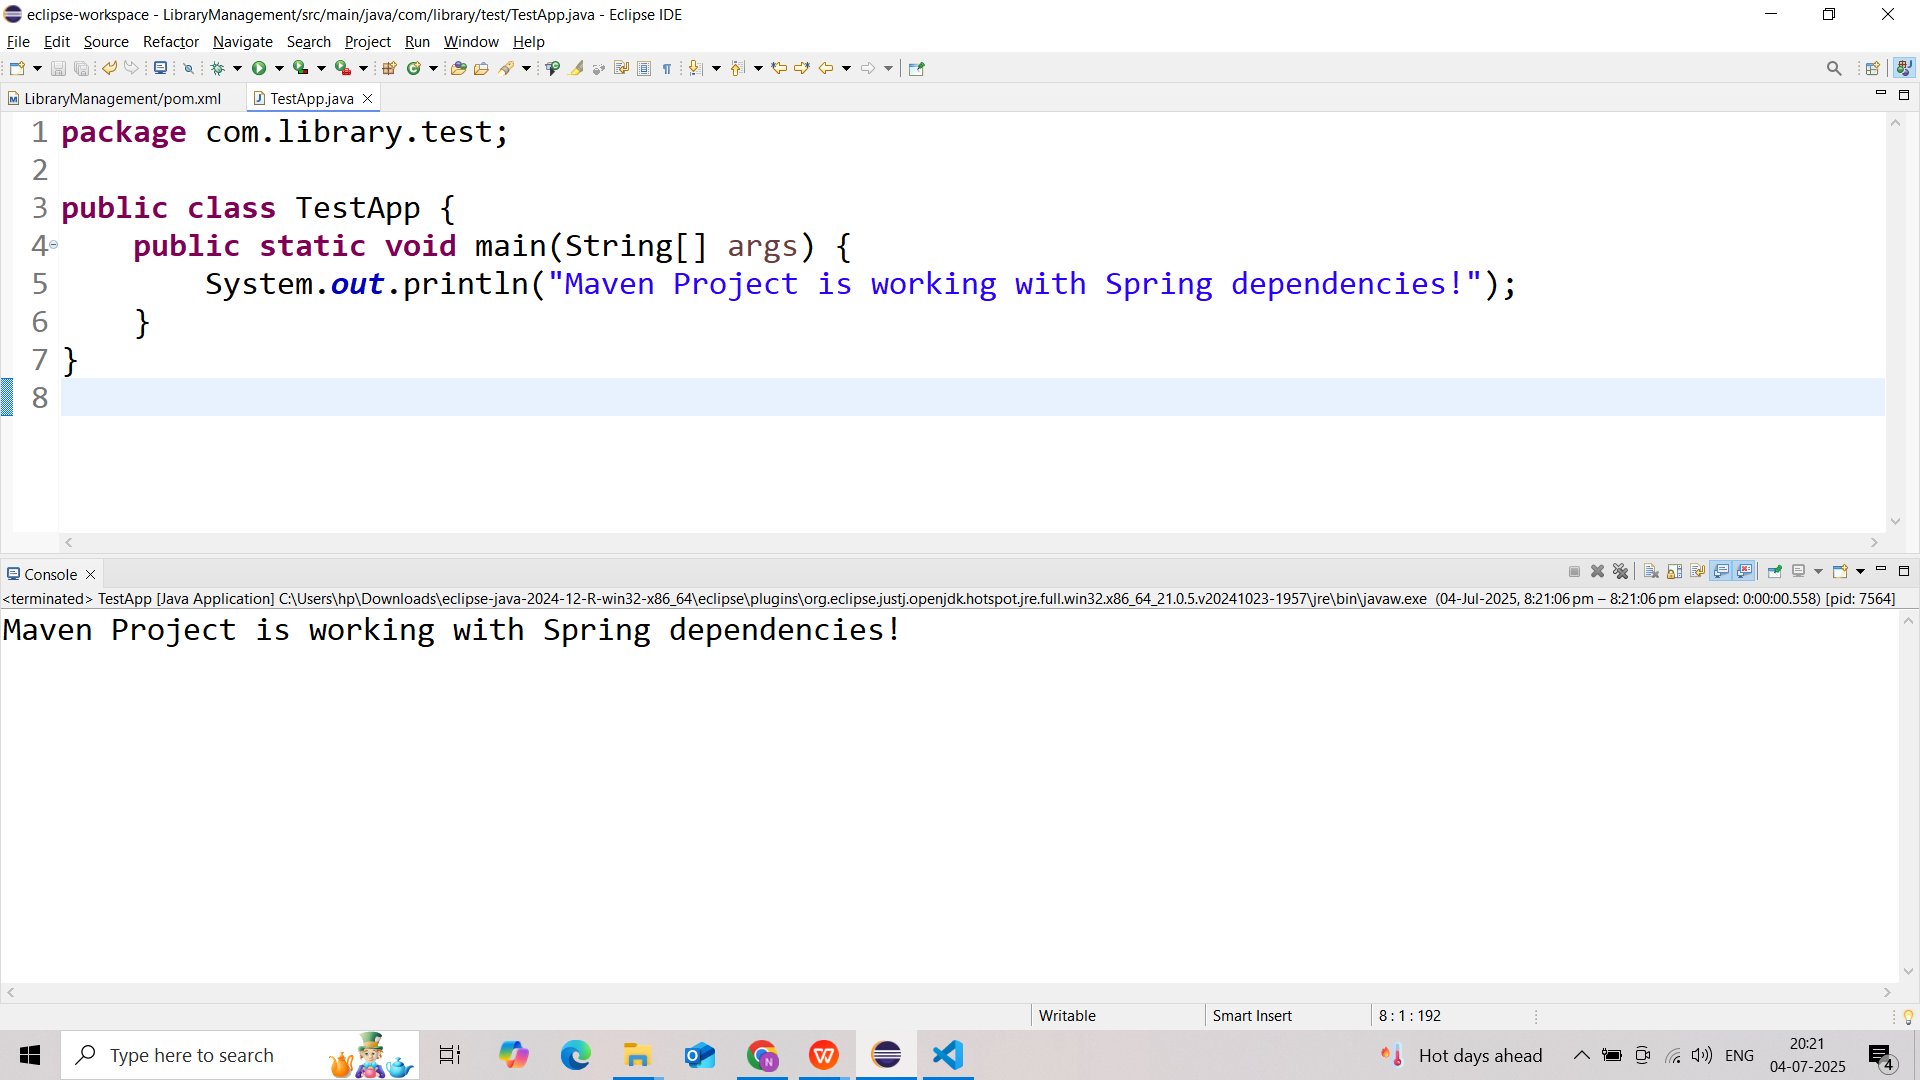 eclipse-workspace - LibraryManagement/src/main/java/com/library/test/TestApp.java - Eclipse IDE
File Edit Source Refactor Navigate Search Project Run Window Help
LibraryManagement/pom.xml TestApp.java
1 package com.library.test;
2
3 public class TestApp {
4 public static void main(String[] args) {
5 System.out.println("Maven Project is working with Spring dependencies!");
6 }
7 }
8
Console
<terminated> TestApp [Java Application] C:\Users\hp\Downloads\eclipse-java-2024-12-R-win32-x86_64\eclipse\plugins\org.eclipse.justj.openjdk.hotspot.jre.full.win32.x86_64_21.0.5.v20241023-1957\jre\bin\javaw.exe (04-Jul-2025, 8:21:06 pm – 8:21:06 pm elapsed: 0:00:00.558) [pid: 7564]
Maven Project is working with Spring dependencies!
Writable Smart Insert 8 : 1 : 192
Type here to search Hot days ahead ENG 20:21
04-07-2025 4